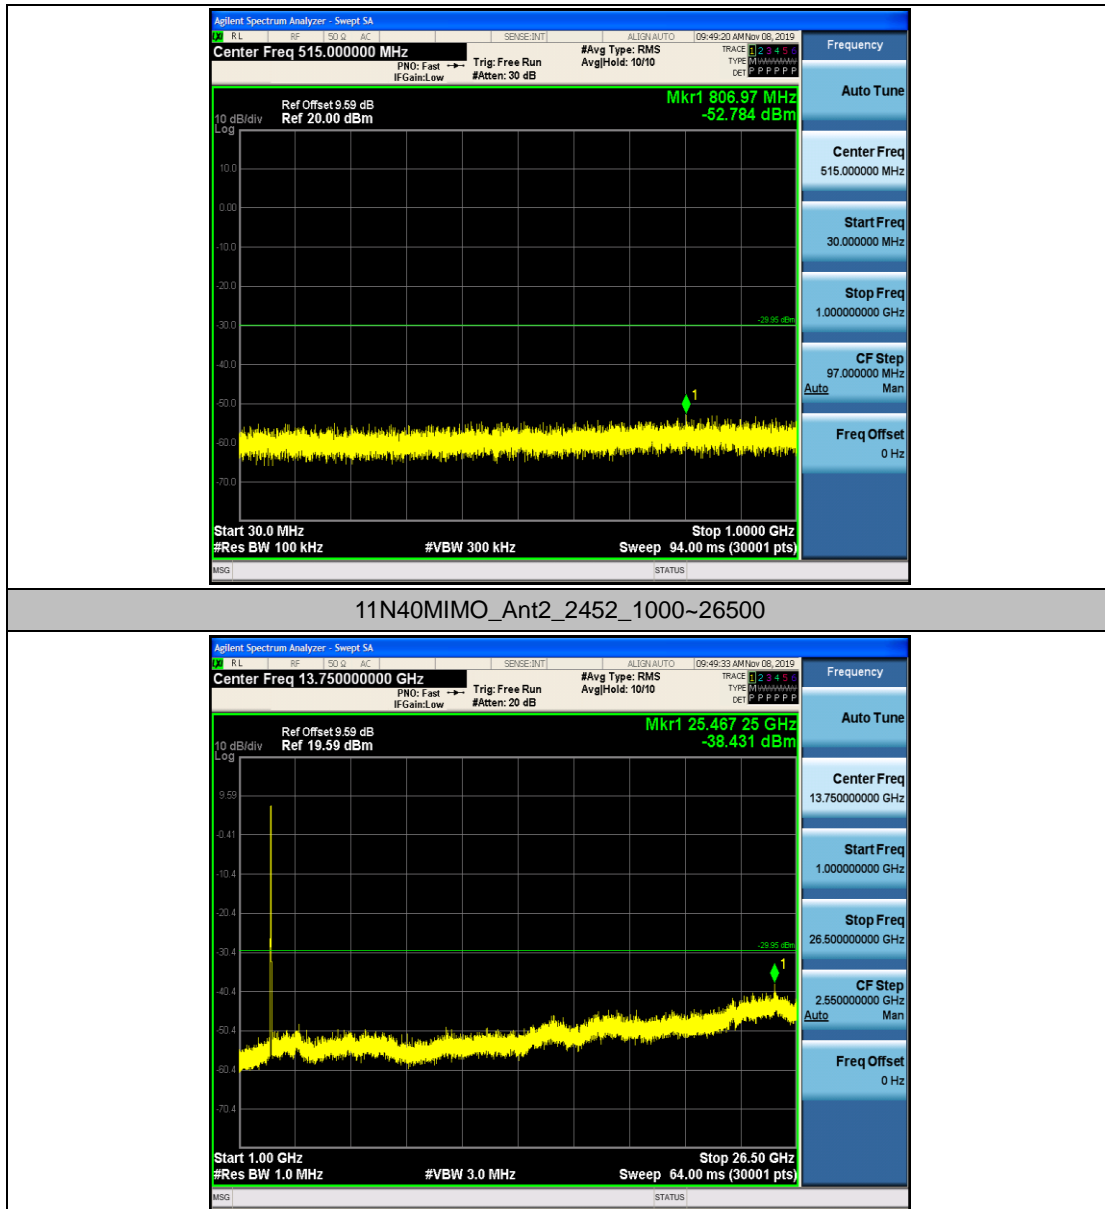 Agilent Spectrum Analyzer - Swept SA
RL RF 50 Ω AC SENSE:INT ALIGN AUTO 09:49:20 AM Nov 08, 2019
Center Freq 515.000000 MHz
PNO: Fast
IFGain:Low
Trig: Free Run
#Atten: 30 dB
#Avg Type: RMS
Avg|Hold: 10/10
TRACE 1 2 3 4 5 6
TYPE M
DET P P P P P P
Ref Offset 9.59 dB
Ref 20.00 dBm
10 dB/div
Log
Mkr1 806.97 MHz
-52.784 dBm
10.0
0.00
-10.0
-20.0
-29.95 dBm
-30.0
-40.0
1
-50.0
-60.0
-70.0
Start 30.0 MHz
Stop 1.0000 GHz
#Res BW 100 kHz
#VBW 300 kHz
Sweep 94.00 ms (30001 pts)
MSG
STATUS
Frequency
Auto Tune
Center Freq
515.000000 MHz
Start Freq
30.000000 MHz
Stop Freq
1.000000000 GHz
CF Step
97.000000 MHz
Auto Man
Freq Offset
0 Hz
11N40MIMO_Ant2_2452_1000~26500
Agilent Spectrum Analyzer - Swept SA
RL RF 50 Ω AC SENSE:INT ALIGN AUTO 09:49:33 AM Nov 08, 2019
Center Freq 13.750000000 GHz
PNO: Fast
IFGain:Low
Trig: Free Run
#Atten: 20 dB
#Avg Type: RMS
Avg|Hold: 10/10
TRACE 1 2 3 4 5 6
TYPE M
DET P P P P P P
Ref Offset 9.59 dB
Ref 19.59 dBm
10 dB/div
Log
Mkr1 25.467 25 GHz
-38.431 dBm
9.59
-0.41
-10.4
-20.4
-29.95 dBm
-30.4
1
-40.4
-50.4
-60.4
-70.4
Start 1.00 GHz
Stop 26.50 GHz
#Res BW 1.0 MHz
#VBW 3.0 MHz
Sweep 64.00 ms (30001 pts)
MSG
STATUS
Frequency
Auto Tune
Center Freq
13.750000000 GHz
Start Freq
1.000000000 GHz
Stop Freq
26.500000000 GHz
CF Step
2.550000000 GHz
Auto Man
Freq Offset
0 Hz